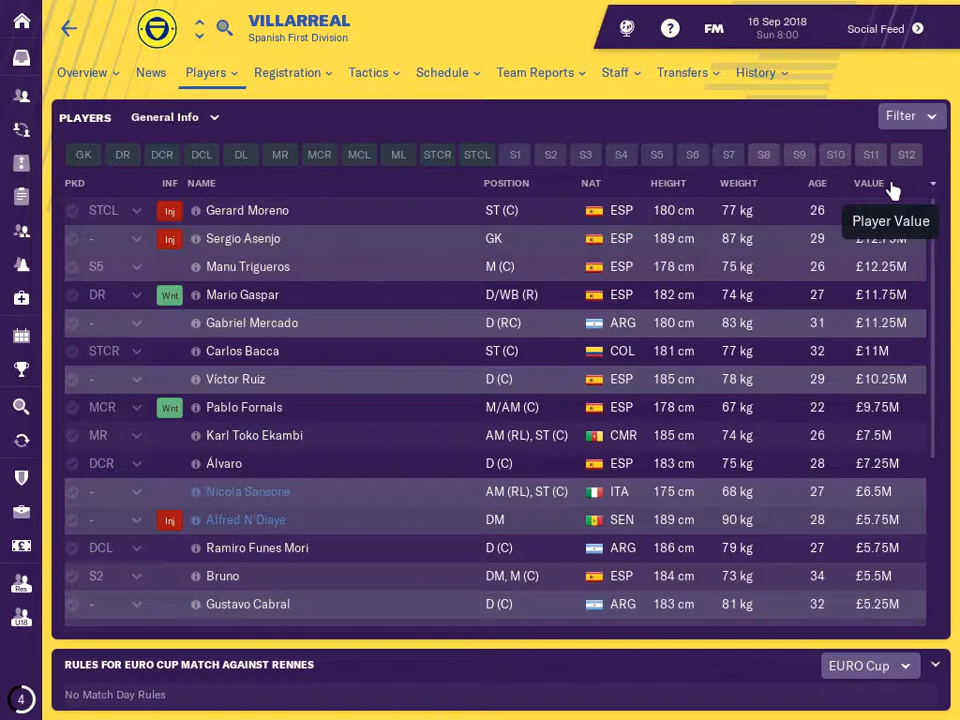 VILLARREAL
Spanish First Division
16 Sep 2018
Sun 8:00
FM
Social Feed
Overview
News
Players
Registration
Tactics
Schedule
Team Reports
Staff
Transfers
History
PLAYERS General Info Filter
GK DR DCR DCL DL MR MCR MCL ML STCR STCL S1 S2 S3 S4 S5 S6 S7 S8 S9 S10 S11 S12
PKD INF NAME POSITION NAT HEIGHT WEIGHT AGE VALUE
STCL Inj Gerard Moreno ST (C) ESP 180 cm 77 kg 26
Player Value
- Inj Sergio Asenjo GK ESP 189 cm 87 kg 29 £12.75M
S5 Manu Trigueros M (C) ESP 178 cm 75 kg 26 £12.25M
DR Wnt Mario Gaspar D/WB (R) ESP 182 cm 74 kg 27 £11.75M
- Gabriel Mercado D (RC) ARG 180 cm 83 kg 31 £11.25M
STCR Carlos Bacca ST (C) COL 181 cm 77 kg 32 £11M
- Víctor Ruiz D (C) ESP 185 cm 78 kg 29 £10.25M
MCR Wnt Pablo Fornals M/AM (C) ESP 178 cm 67 kg 22 £9.75M
MR Karl Toko Ekambi AM (RL), ST (C) CMR 185 cm 74 kg 26 £7.5M
DCR Álvaro D (C) ESP 183 cm 75 kg 28 £7.25M
- Nicola Sansone AM (RL), ST (C) ITA 175 cm 68 kg 27 £6.5M
- Inj Alfred N'Diaye DM SEN 189 cm 90 kg 28 £5.75M
DCL Ramiro Funes Mori D (C) ARG 186 cm 79 kg 27 £5.75M
S2 Bruno DM, M (C) ESP 184 cm 73 kg 34 £5.5M
- Gustavo Cabral D (C) ARG 183 cm 81 kg 32 £5.25M
Res
U18
4
RULES FOR EURO CUP MATCH AGAINST RENNES EURO Cup
No Match Day Rules